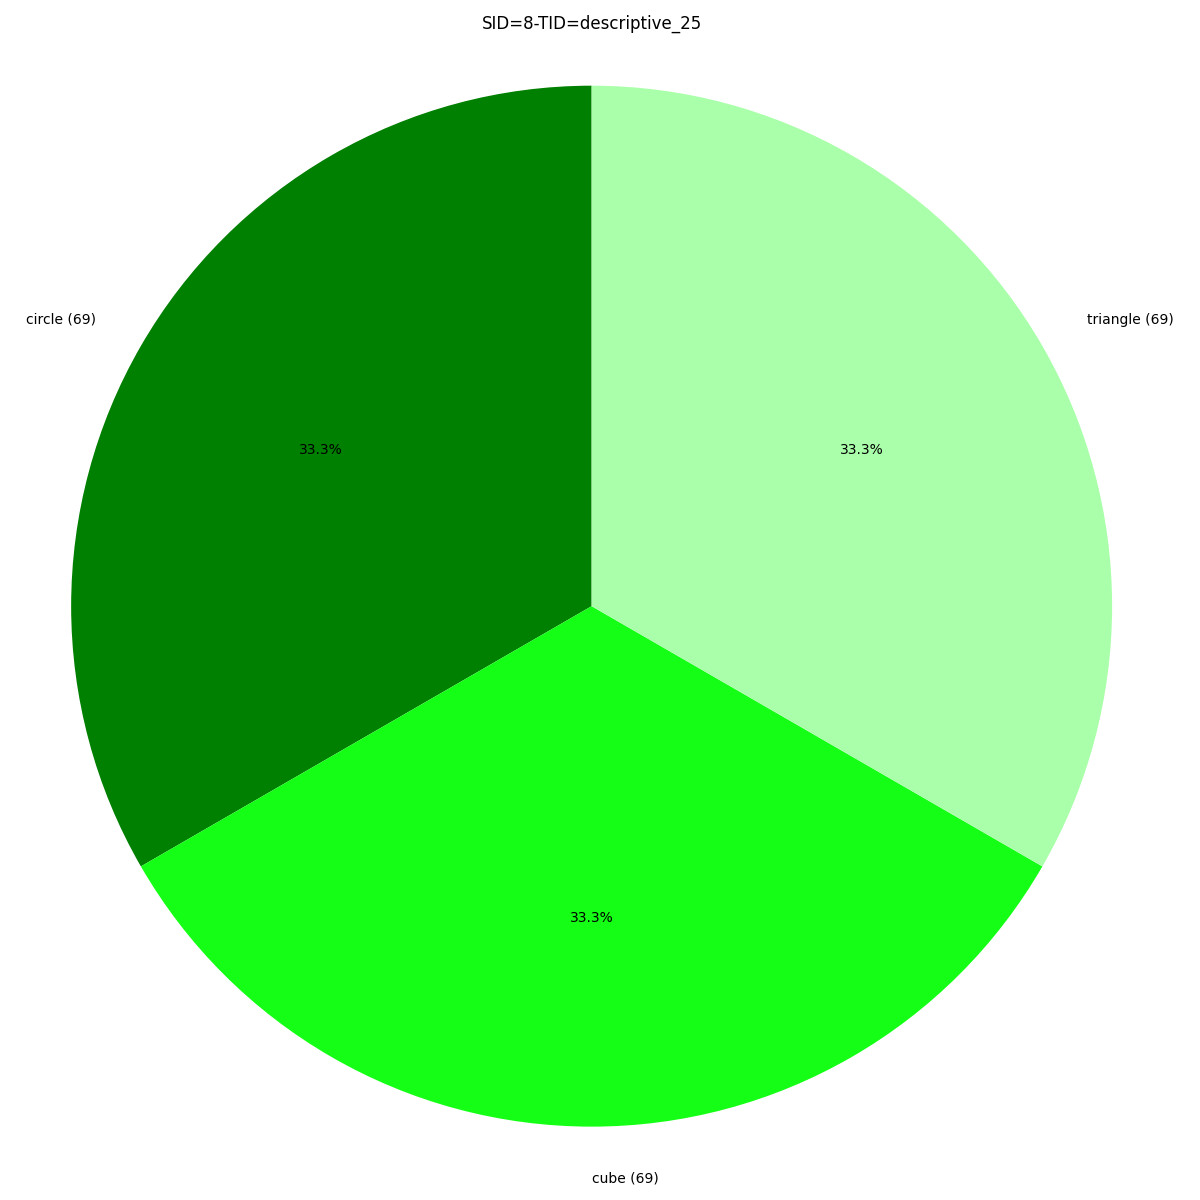 SID=8-TID=descriptive_25
circle (69)
triangle (69)
33.3%
33.3%
33.3%
cube (69)